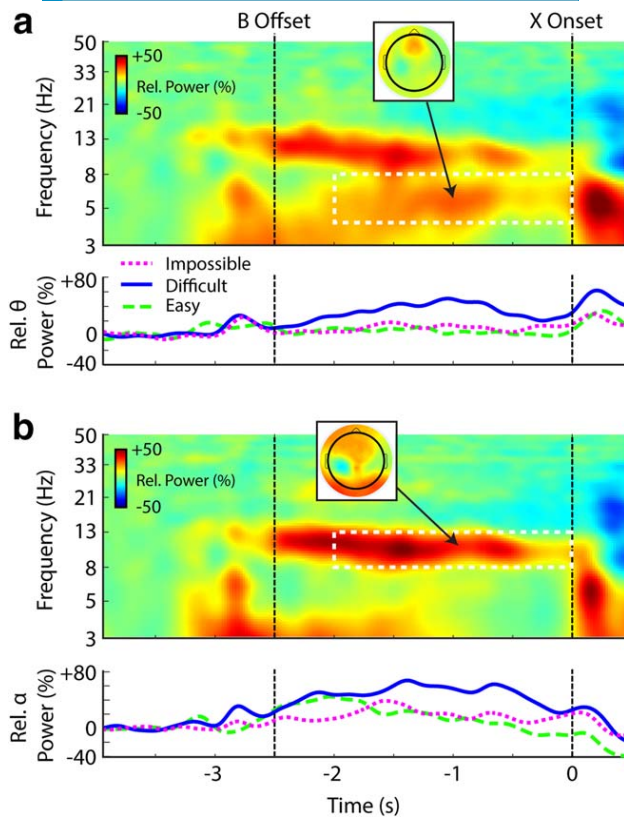 a
B Offset
X Onset
50
31
21
13
8
5
3
Frequency (Hz)
+50
Rel. Power (%)
-50
Impossible
Difficult
Easy
+80
0
-40
Rel. θ
Power (%)
b
50
31
21
13
8
5
3
Frequency (Hz)
+50
Rel. Power (%)
-50
+80
0
-40
Rel. α
Power (%)
-3
-2
-1
0
Time (s)